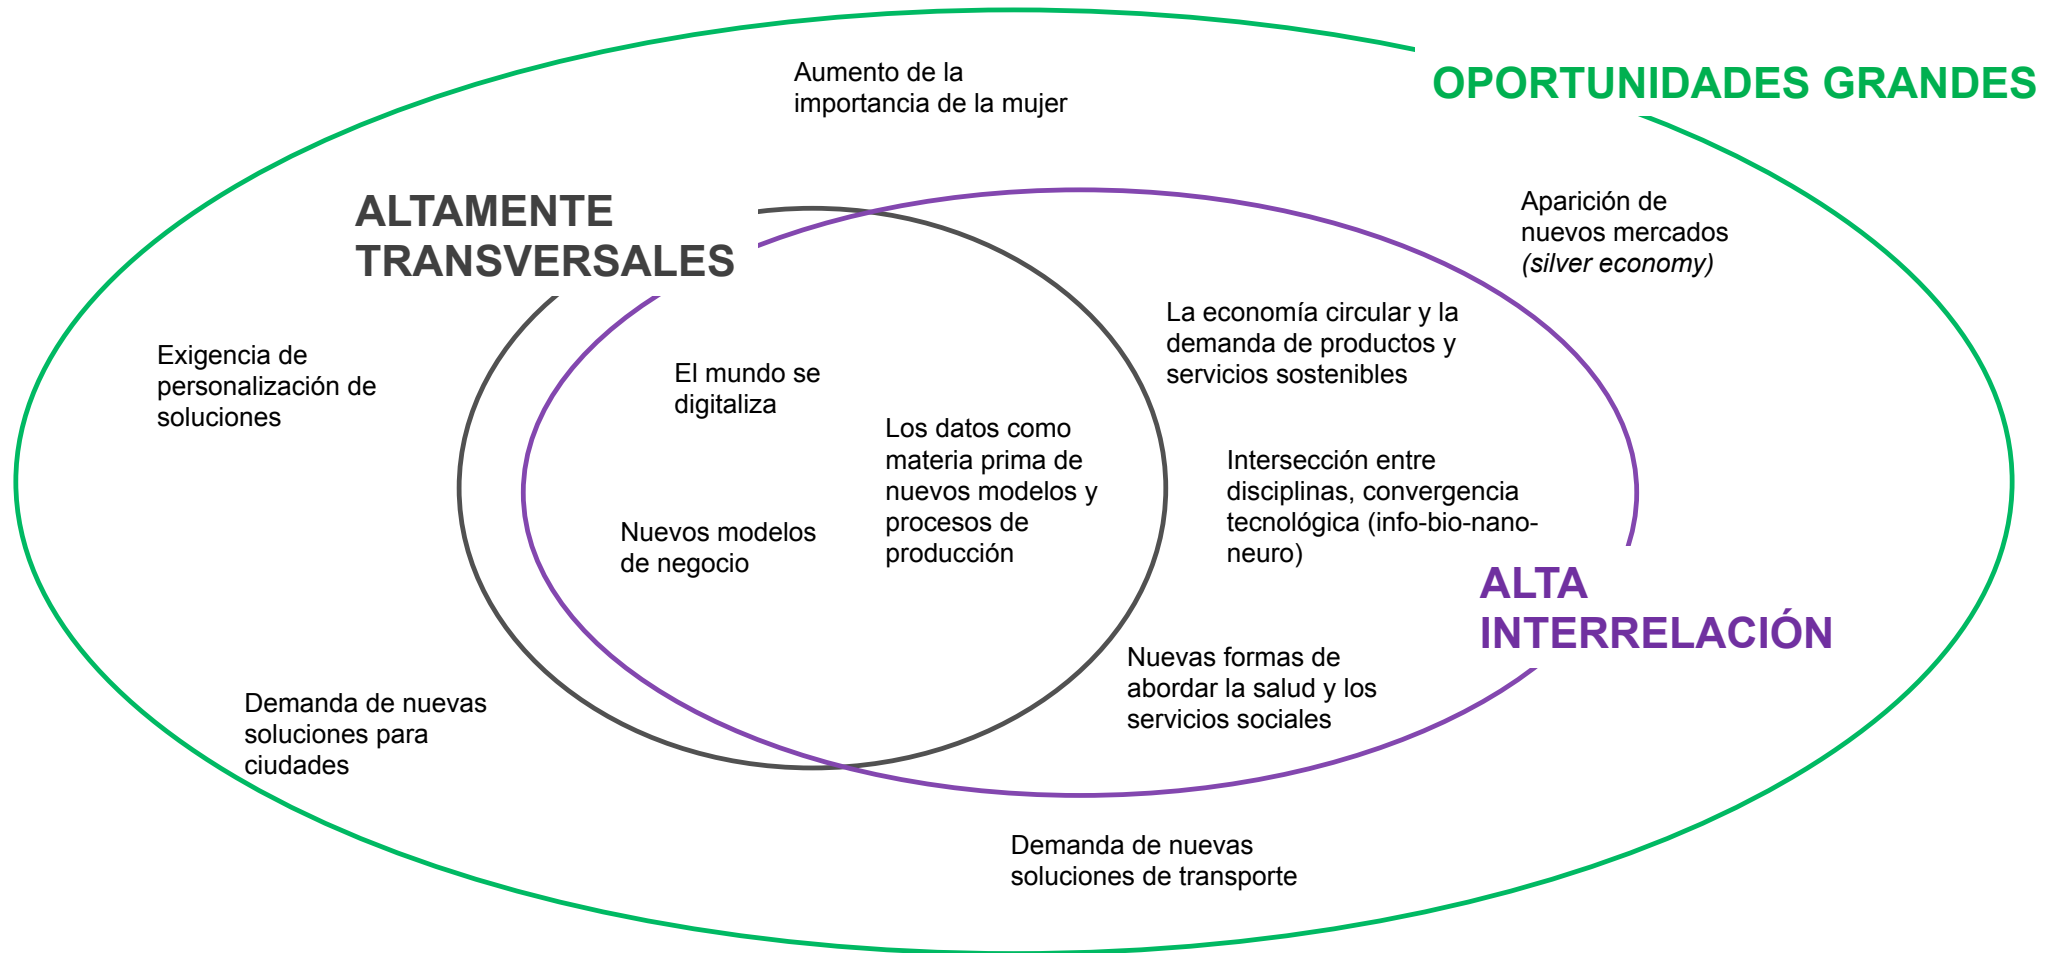 Aumento de la
importancia de la mujer
OPORTUNIDADES GRANDES
ALTAMENTE
TRANSVERSALES
Aparición de
nuevos mercados
(silver economy)
Exigencia de
personalización de
soluciones
El mundo se
digitaliza
La economía circular y la
demanda de productos y
servicios sostenibles
Los datos como
materia prima de
nuevos modelos y
procesos de
producción
Intersección entre
disciplinas, convergencia
tecnológica (info-bio-nano-
neuro)
Nuevos modelos
de negocio
ALTA
INTERRELACIÓN
Nuevas formas de
abordar la salud y los
servicios sociales
Demanda de nuevas
soluciones para
ciudades
Demanda de nuevas
soluciones de transporte